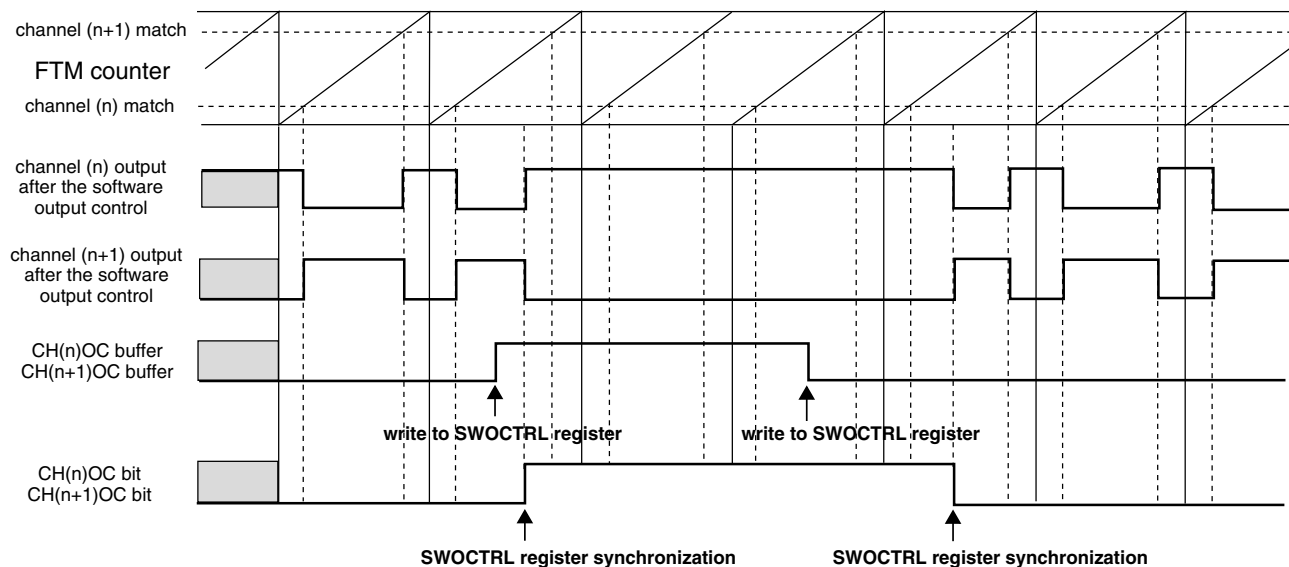 channel (n+1) match
FTM counter
channel (n) match
channel (n) output
after the software
output control
channel (n+1) output
after the software
output control
CH(n)OC buffer
CH(n+1)OC buffer
write to SWOCTRL register
write to SWOCTRL register
CH(n)OC bit
CH(n+1)OC bit
SWOCTRL register synchronization
SWOCTRL register synchronization